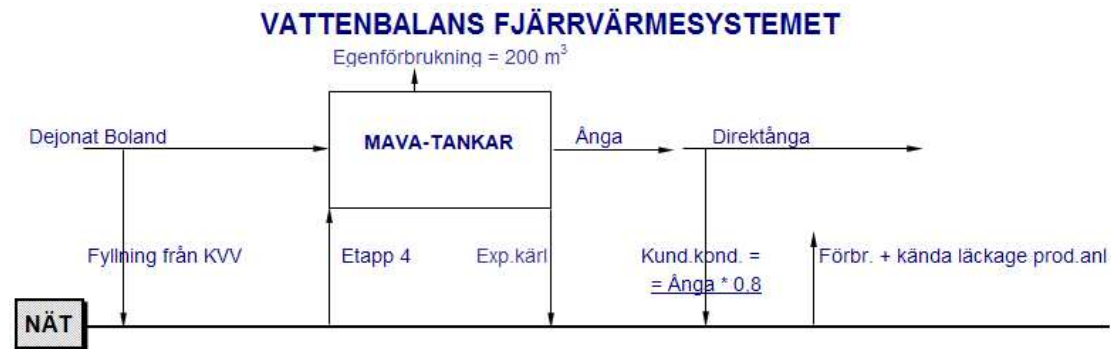 VATTENBALANS FJÄRRVÄRMESYSTEMET
Egenförbrukning = 200 m³
Dejonat Boland
MAVA-TANKAR
Ånga
Direktånga
Fyllning från KVV
Etapp 4
Exp.kärl
Kund.kond. =
= Ånga * 0,8
Förbr. + kända läckage prod.anl
NÄT